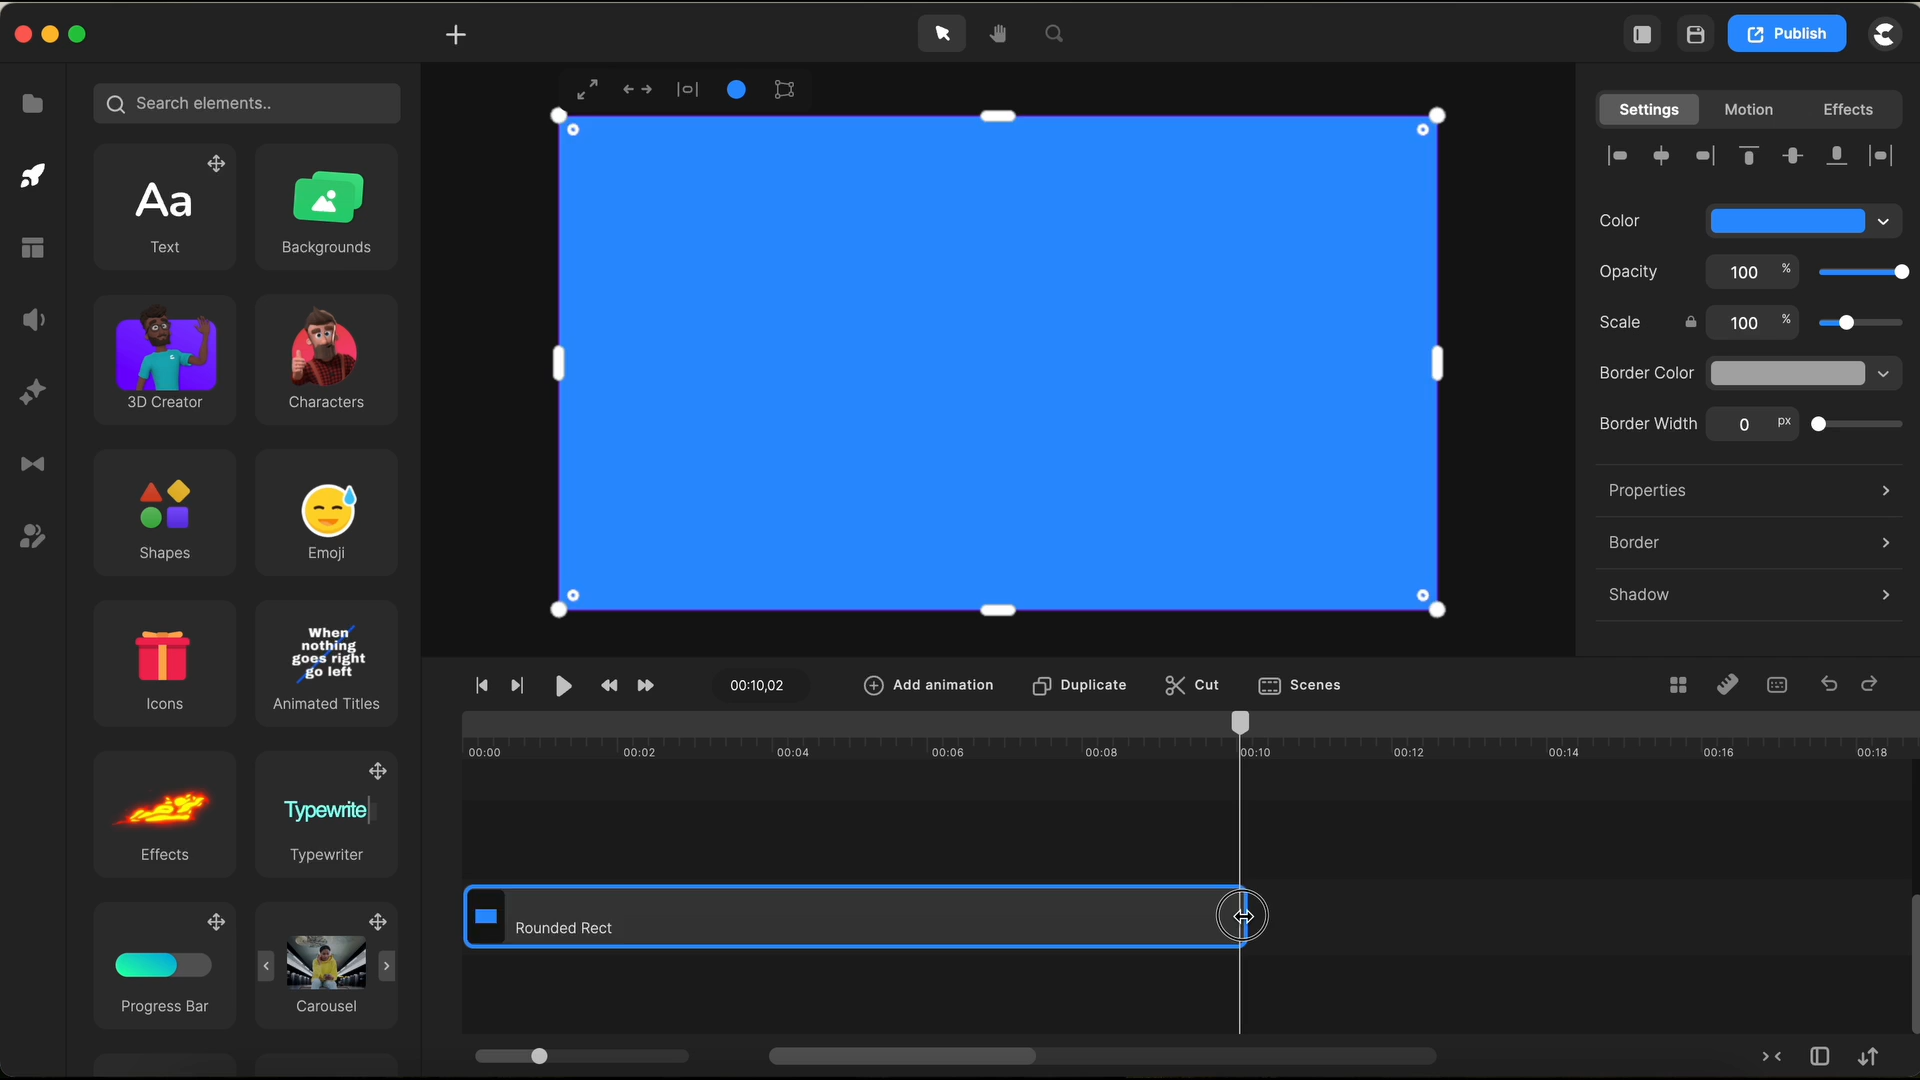 Publish
Search elements..
Settings
Motion
Effects
Aa
Text
Backgrounds
Color
Opacity
100 %
Scale
100 %
3D Creator
Characters
Border Color
Border Width
0 px
Properties
Shapes
Emoji
Border
Shadow
When
nothing
goes right
go left
Icons
Animated Titles
00:10,02
Add animation
Duplicate
Cut
Scenes
00:00
00:02
00:04
00:06
00:08
00:10
00:12
00:14
00:16
00:18
Typewrite
Effects
Typewriter
Rounded Rect
Progress Bar
Carousel